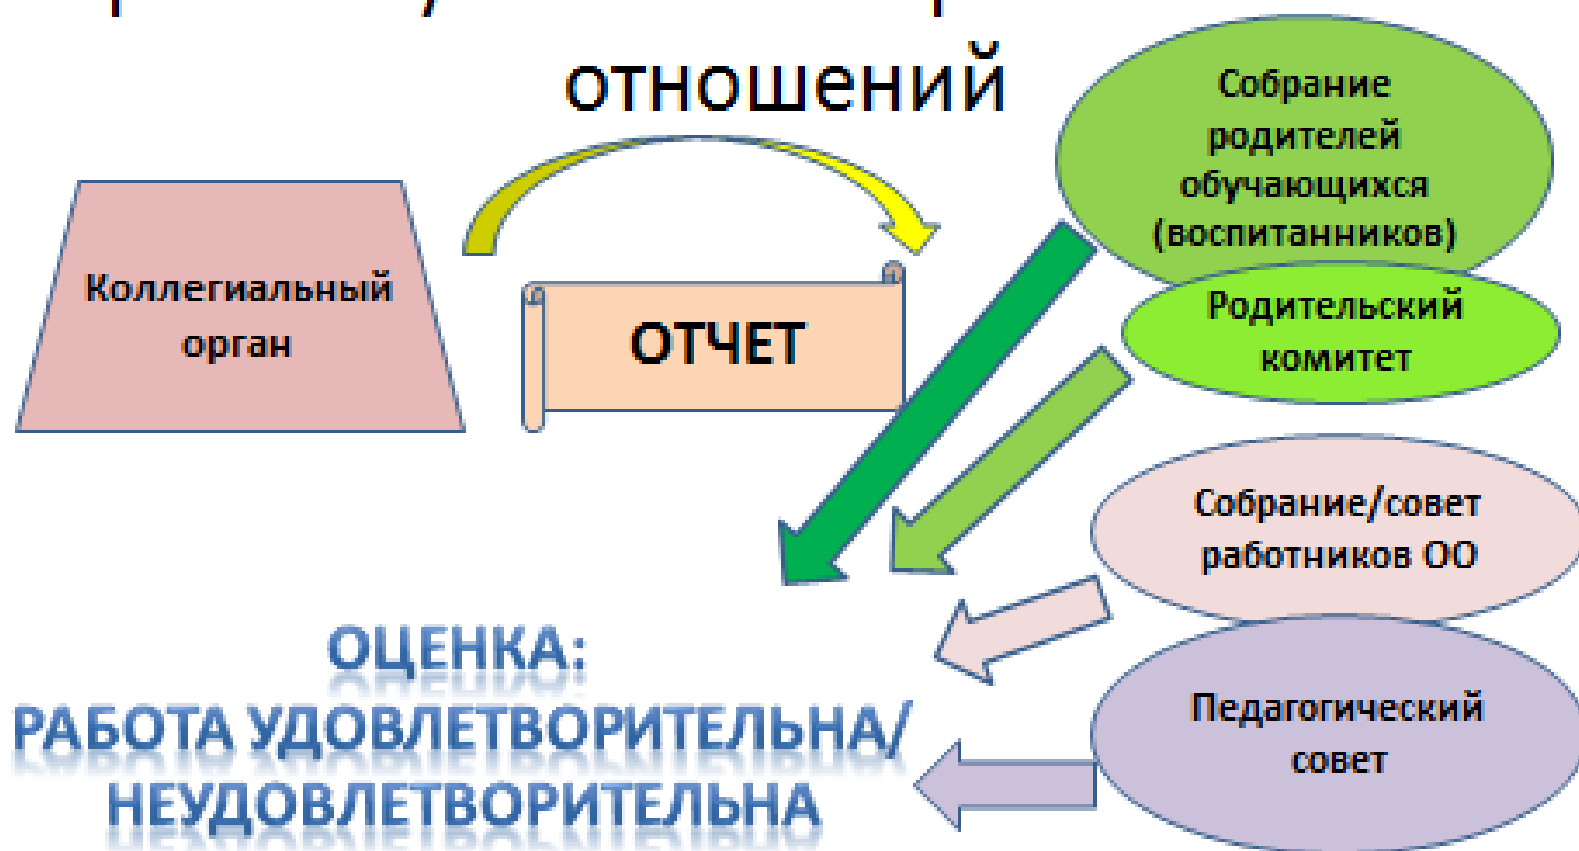 отношений
Собрание
родителей
обучающихся
(воспитанников)
Коллегиальный
орган
ОТЧЕТ
Родительский
комитет
Собрание/совет
работников ОО
ОЦЕНКА:
РАБОТА УДОВЛЕТВОРИТЕЛЬНА/
НЕУДОВЛЕТВОРИТЕЛЬНА
Педагогический
совет